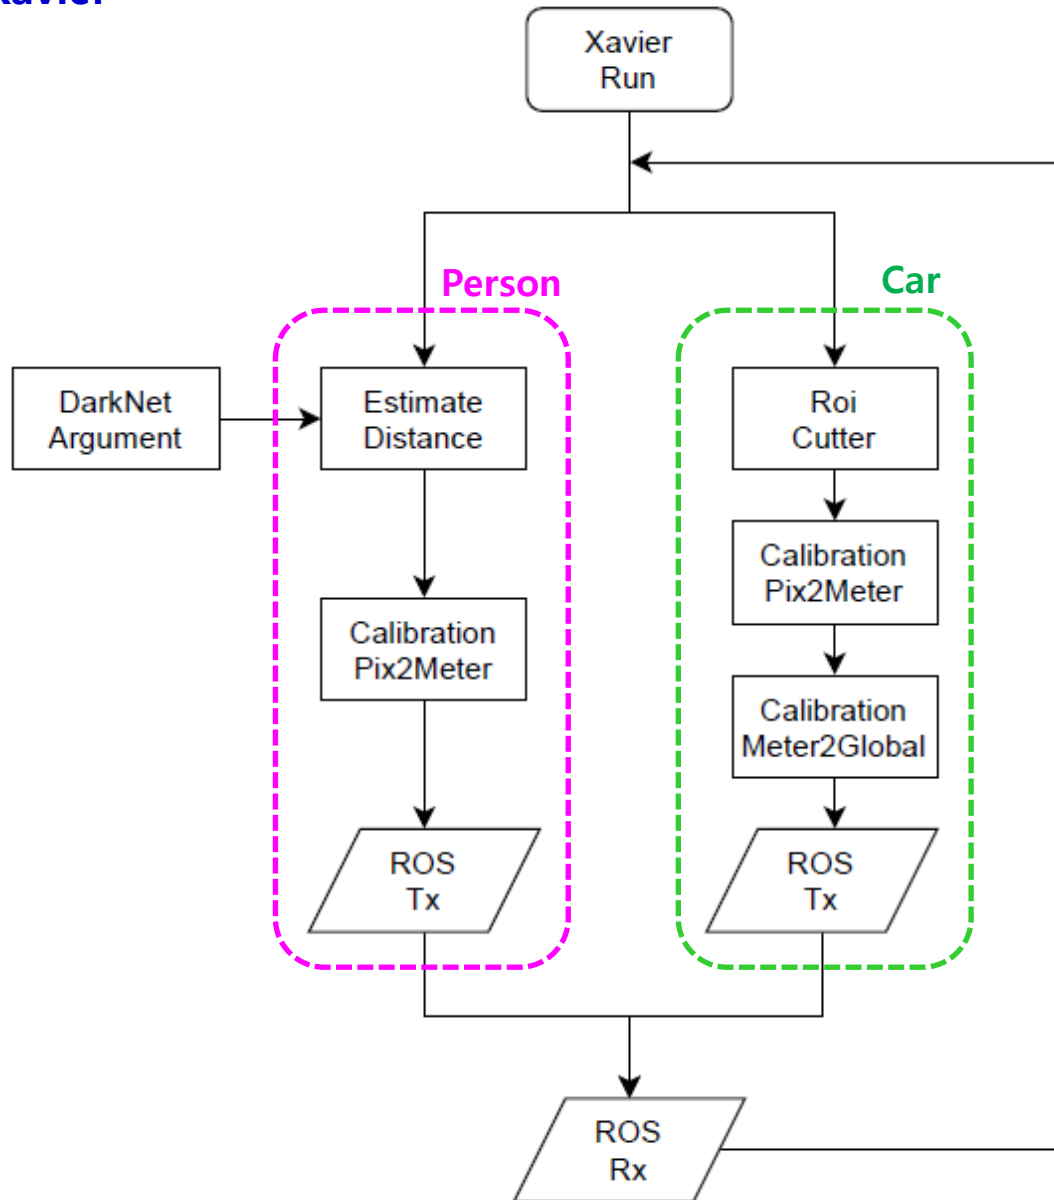 Xavier
Xavier
Run
Person
Car
DarkNet
Argument
Estimate
Distance
Roi
Cutter
Calibration
Pix2Meter
Calibration
Pix2Meter
Calibration
Meter2Global
ROS
Tx
ROS
Tx
ROS
Rx